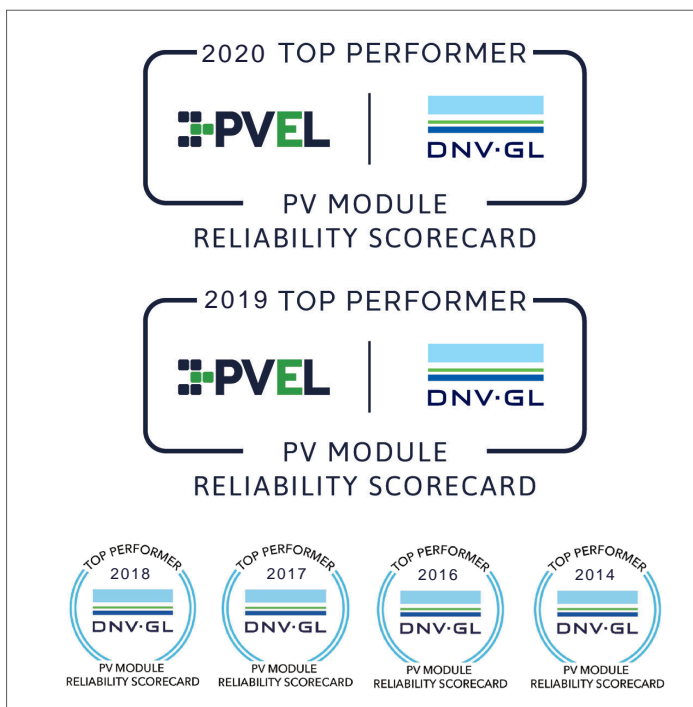 2020 TOP PERFORMER
PVEL
DNV·GL
PV MODULE
RELIABILITY SCORECARD
2019 TOP PERFORMER
PVEL
DNV·GL
PV MODULE
RELIABILITY SCORECARD
TOP PERFORMER
2018
DNV·GL
PV MODULE
RELIABILITY SCORECARD
TOP PERFORMER
2017
DNV·GL
PV MODULE
RELIABILITY SCORECARD
TOP PERFORMER
2016
DNV·GL
PV MODULE
RELIABILITY SCORECARD
TOP PERFORMER
2014
DNV·GL
PV MODULE
RELIABILITY SCORECARD